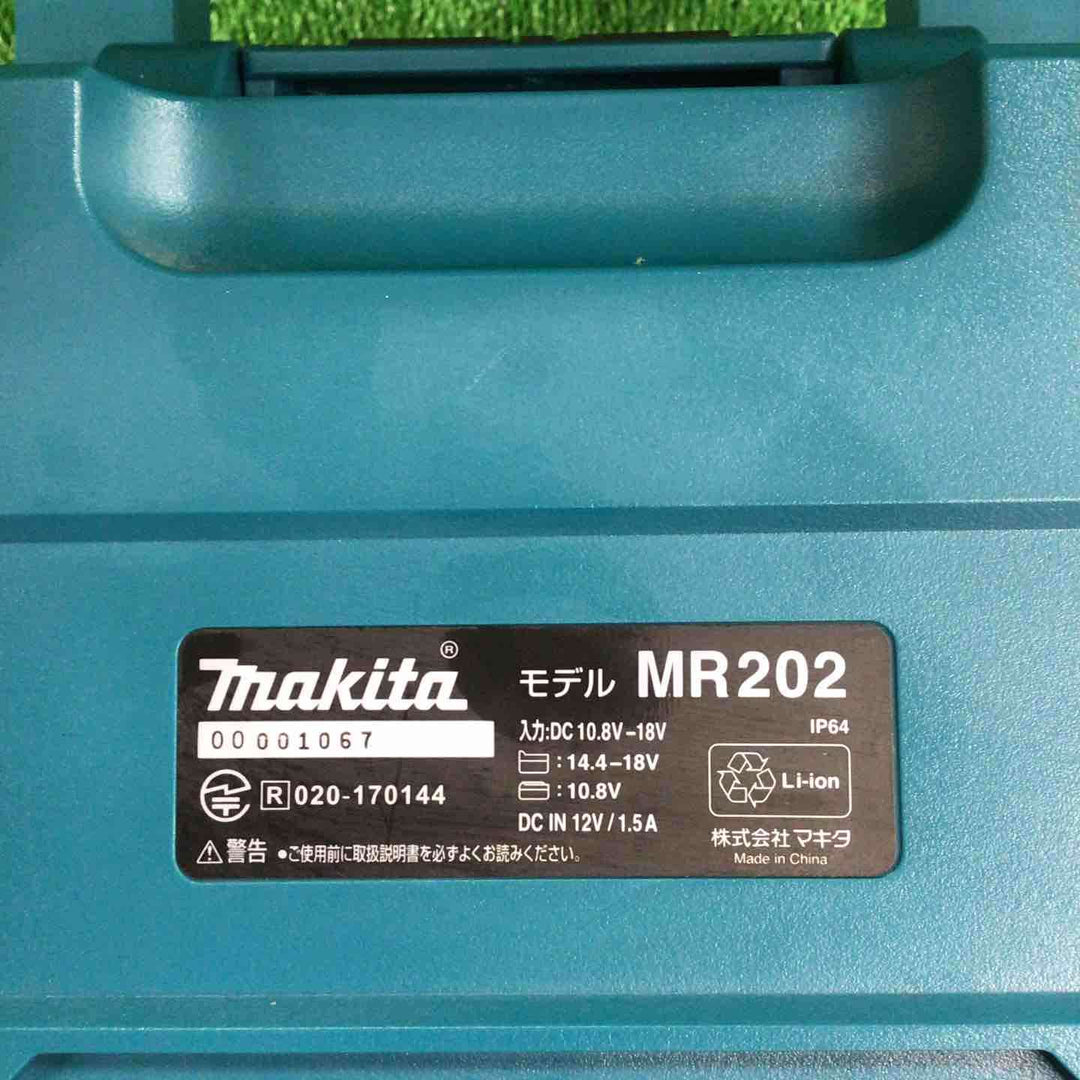 makita®
00 001067
R 020-170144
⚠警告 ●ご使用前に取扱説明書を必ずよくお読みください。
モデル MR202
IP64
入力:DC 10.8V-18V
: 14.4-18V
: 10.8V
DC IN 12V / 1.5A
Li-ion
株式会社 マキタ
Made in China